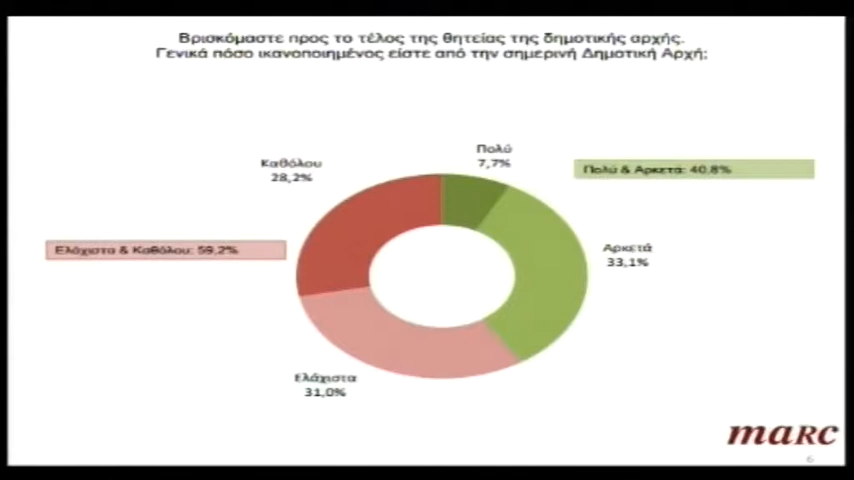 Βρισκόμαστε προς το τέλος της θητείας της δημοτικής αρχής.
Γενικά πόσο ικανοποιημένος είστε από την σημερινή Δημοτική Αρχή;
Πολύ
7,7%
Καθόλου
28,2%
Πολύ & Αρκετά: 40,8%
Ελάχιστα & Καθόλου: 59,2%
Αρκετά
33,1%
Ελάχιστα
31,0%
maRC
6